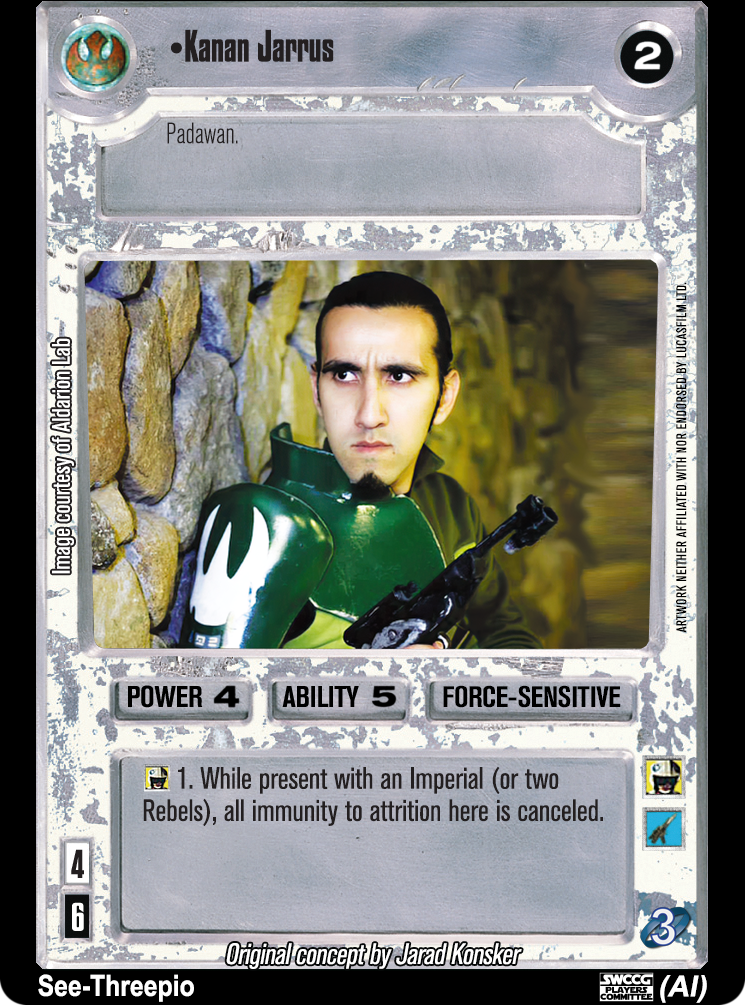 •Kanan Jarrus
2
Padawan.
Image courtesy of Aldarion Lab
ARTWORK NEITHER AFFILIATED WITH NOR ENDORSED BY LUCASFILM LTD.
POWER 4
ABILITY 5
FORCE-SENSITIVE
1. While present with an Imperial (or two
Rebels), all immunity to attrition here is canceled.
4
6
3
Original concept by Jarad Konsker
See-Threepio
SWCCG
PLAYERS
COMMITTEE
(AI)